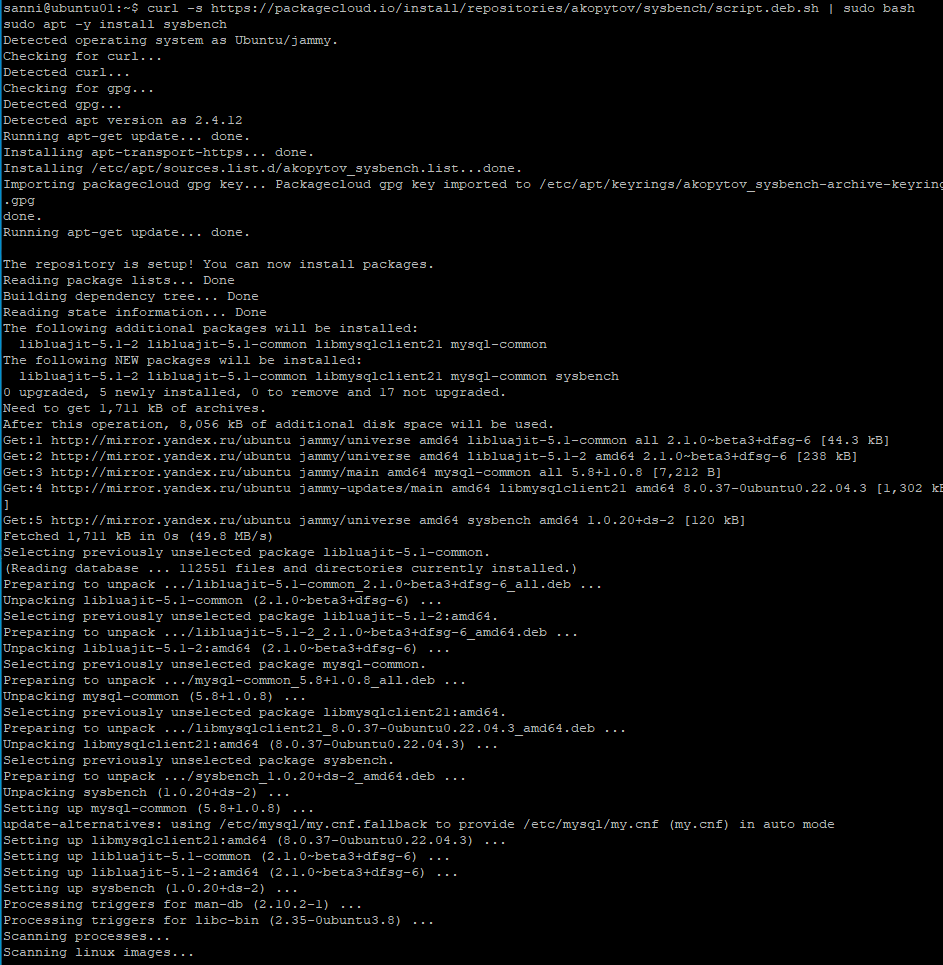 sanni@ubuntu01:~$ curl -s https://packagecloud.io/install/repositories/akopytov/sysbench/script.deb.sh | sudo bash
sudo apt -y install sysbench
Detected operating system as Ubuntu/jammy.
Checking for curl...
Detected curl...
Checking for gpg...
Detected gpg...
Detected apt version as 2.4.12
Running apt-get update... done.
Installing apt-transport-https... done.
Installing /etc/apt/sources.list.d/akopytov_sysbench.list...done.
Importing packagecloud gpg key... Packagecloud gpg key imported to /etc/apt/keyrings/akopytov_sysbench-archive-keyring
.gpg
done.
Running apt-get update... done.

The repository is setup! You can now install packages.
Reading package lists... Done
Building dependency tree... Done
Reading state information... Done
The following additional packages will be installed:
  libluajit-5.1-2 libluajit-5.1-common libmysqlclient21 mysql-common
The following NEW packages will be installed:
  libluajit-5.1-2 libluajit-5.1-common libmysqlclient21 mysql-common sysbench
0 upgraded, 5 newly installed, 0 to remove and 17 not upgraded.
Need to get 1,711 kB of archives.
After this operation, 8,056 kB of additional disk space will be used.
Get:1 http://mirror.yandex.ru/ubuntu jammy/universe amd64 libluajit-5.1-common all 2.1.0~beta3+dfsg-6 [44.3 kB]
Get:2 http://mirror.yandex.ru/ubuntu jammy/universe amd64 libluajit-5.1-2 amd64 2.1.0~beta3+dfsg-6 [238 kB]
Get:3 http://mirror.yandex.ru/ubuntu jammy/main amd64 mysql-common all 5.8+1.0.8 [7,212 B]
Get:4 http://mirror.yandex.ru/ubuntu jammy-updates/main amd64 libmysqlclient21 amd64 8.0.37-0ubuntu0.22.04.3 [1,302 kB
]
Get:5 http://mirror.yandex.ru/ubuntu jammy/universe amd64 sysbench amd64 1.0.20+ds-2 [120 kB]
Fetched 1,711 kB in 0s (49.8 MB/s)
Selecting previously unselected package libluajit-5.1-common.
(Reading database ... 112551 files and directories currently installed.)
Preparing to unpack .../libluajit-5.1-common_2.1.0~beta3+dfsg-6_all.deb ...
Unpacking libluajit-5.1-common (2.1.0~beta3+dfsg-6) ...
Selecting previously unselected package libluajit-5.1-2:amd64.
Preparing to unpack .../libluajit-5.1-2_2.1.0~beta3+dfsg-6_amd64.deb ...
Unpacking libluajit-5.1-2:amd64 (2.1.0~beta3+dfsg-6) ...
Selecting previously unselected package mysql-common.
Preparing to unpack .../mysql-common_5.8+1.0.8_all.deb ...
Unpacking mysql-common (5.8+1.0.8) ...
Selecting previously unselected package libmysqlclient21:amd64.
Preparing to unpack .../libmysqlclient21_8.0.37-0ubuntu0.22.04.3_amd64.deb ...
Unpacking libmysqlclient21:amd64 (8.0.37-0ubuntu0.22.04.3) ...
Selecting previously unselected package sysbench.
Preparing to unpack .../sysbench_1.0.20+ds-2_amd64.deb ...
Unpacking sysbench (1.0.20+ds-2) ...
Setting up mysql-common (5.8+1.0.8) ...
update-alternatives: using /etc/mysql/my.cnf.fallback to provide /etc/mysql/my.cnf (my.cnf) in auto mode
Setting up libmysqlclient21:amd64 (8.0.37-0ubuntu0.22.04.3) ...
Setting up libluajit-5.1-common (2.1.0~beta3+dfsg-6) ...
Setting up libluajit-5.1-2:amd64 (2.1.0~beta3+dfsg-6) ...
Setting up sysbench (1.0.20+ds-2) ...
Processing triggers for man-db (2.10.2-1) ...
Processing triggers for libc-bin (2.35-0ubuntu3.8) ...
Scanning processes...
Scanning linux images...